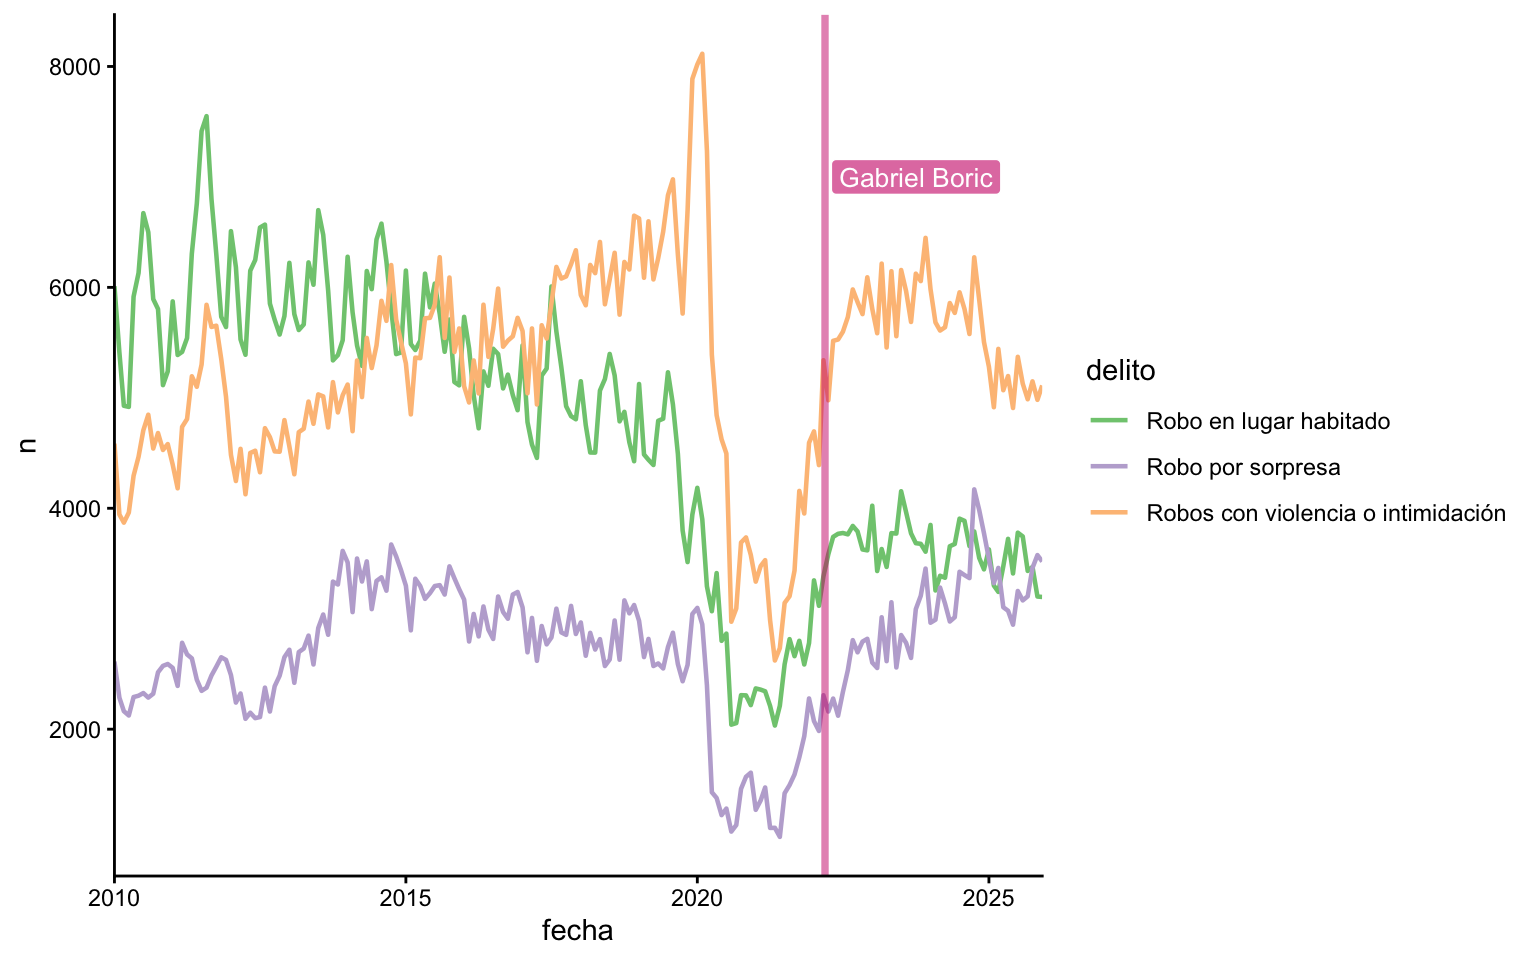 8000
6000
4000
2000
n
2010
2015
2020
2025
fecha
Gabriel Boric
delito
Robo en lugar habitado
Robo por sorpresa
Robos con violencia o intimidación